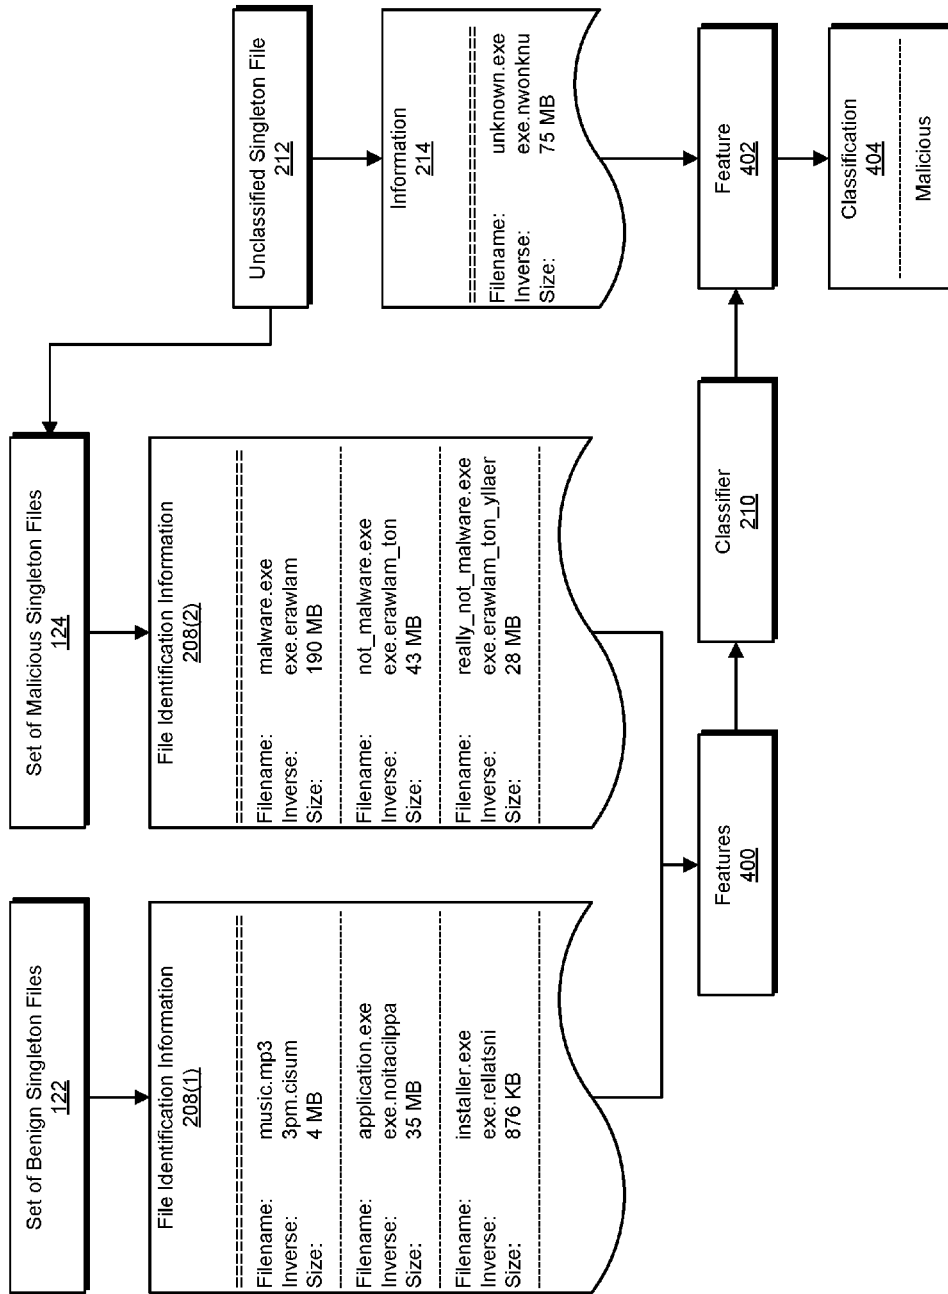 Set of Benign Singleton Files
122
File Identification Information
208(1)
Filename: music.mp3
Inverse: 3pm.cisum
Size: 4 MB
Filename: application.exe
Inverse: exe.noitacilppa
Size: 35 MB
Filename: installer.exe
Inverse: exe.rellatsni
Size: 876 KB
Set of Malicious Singleton Files
124
File Identification Information
208(2)
Filename: malware.exe
Inverse: exe.erawlam
Size: 190 MB
Filename: not_malware.exe
Inverse: exe.erawlam_ton
Size: 43 MB
Filename: really_not_malware.exe
Inverse: exe.erawlam_ton_yllaer
Size: 28 MB
Unclassified Singleton File
212
Information
214
Filename: unknown.exe
Inverse: exe.nwonknu
Size: 75 MB
Features
400
Classifier
210
Feature
402
Classification
404
Malicious